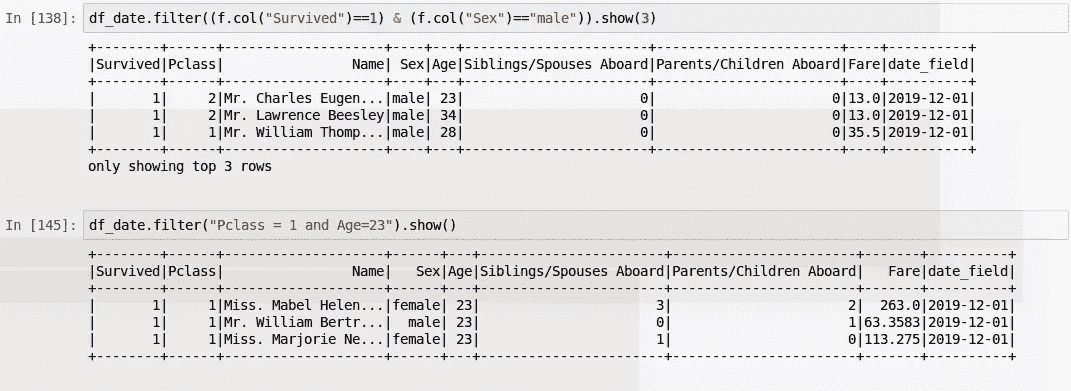 In [138]: df_date.filter((f.col("Survived")==1) & (f.col("Sex")=="male")).show(3)
+--------+------+--------------------+----+---+-----------------------+-----------------------+----+----------+
|Survived|Pclass|                Name| Sex|Age|Siblings/Spouses Aboard|Parents/Children Aboard|Fare|date_field|
+--------+------+--------------------+----+---+-----------------------+-----------------------+----+----------+
|       1|     2|Mr. Charles Eugen...|male| 23|                      0|                      0|13.0|2019-12-01|
|       1|     2|Mr. Lawrence Beesley|male| 34|                      0|                      0|13.0|2019-12-01|
|       1|     1|Mr. William Thomp...|male| 28|                      0|                      0|35.5|2019-12-01|
+--------+------+--------------------+----+---+-----------------------+-----------------------+----+----------+
only showing top 3 rows
In [145]: df_date.filter("Pclass = 1 and Age=23").show()
+--------+------+--------------------+------+---+-----------------------+-----------------------+-------+----------+
|Survived|Pclass|                Name|   Sex|Age|Siblings/Spouses Aboard|Parents/Children Aboard|   Fare|date_field|
+--------+------+--------------------+------+---+-----------------------+-----------------------+-------+----------+
|       1|     1|Miss. Mabel Helen...|female| 23|                      3|                      2|  263.0|2019-12-01|
|       1|     1|Mr. William Bertr...|  male| 23|                      0|                      1|63.3583|2019-12-01|
|       1|     1|Miss. Marjorie Ne...|female| 23|                      1|                      0|113.275|2019-12-01|
+--------+------+--------------------+------+---+-----------------------+-----------------------+-------+----------+